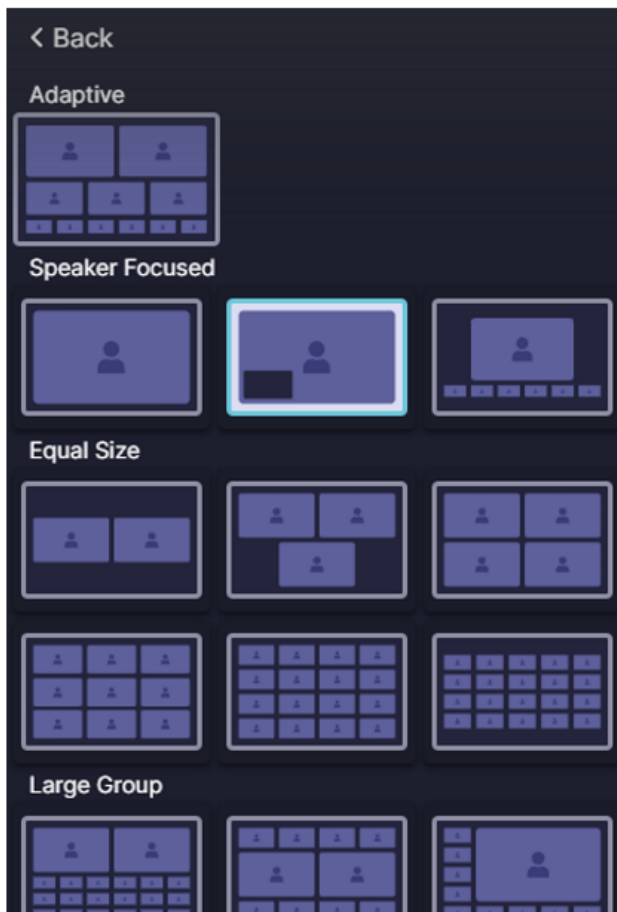 < Back
Adaptive
Speaker Focused
Equal Size
Large Group